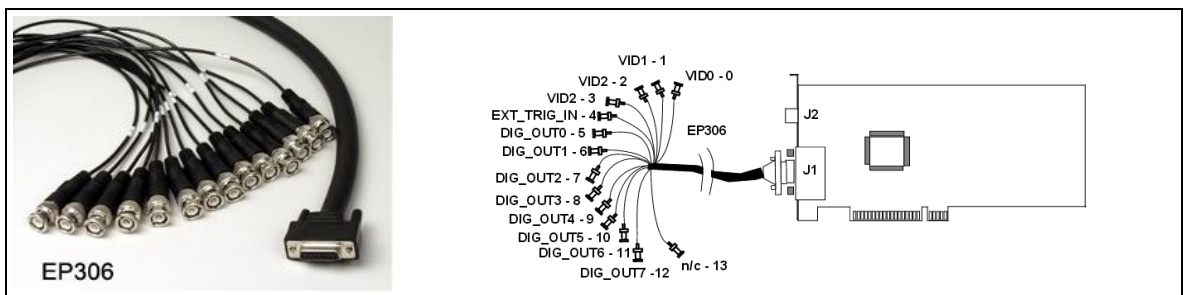 EP306
VID1 - 1
VID0 - 0
VID2 - 2
VID2 - 3
EXT_TRIG_IN - 4
DIG_OUT0 - 5
DIG_OUT1 - 6
DIG_OUT2 - 7
DIG_OUT3 - 8
DIG_OUT4 - 9
DIG_OUT5 - 10
DIG_OUT6 - 11
DIG_OUT7 -12
n/c - 13
EP306
J2
J1